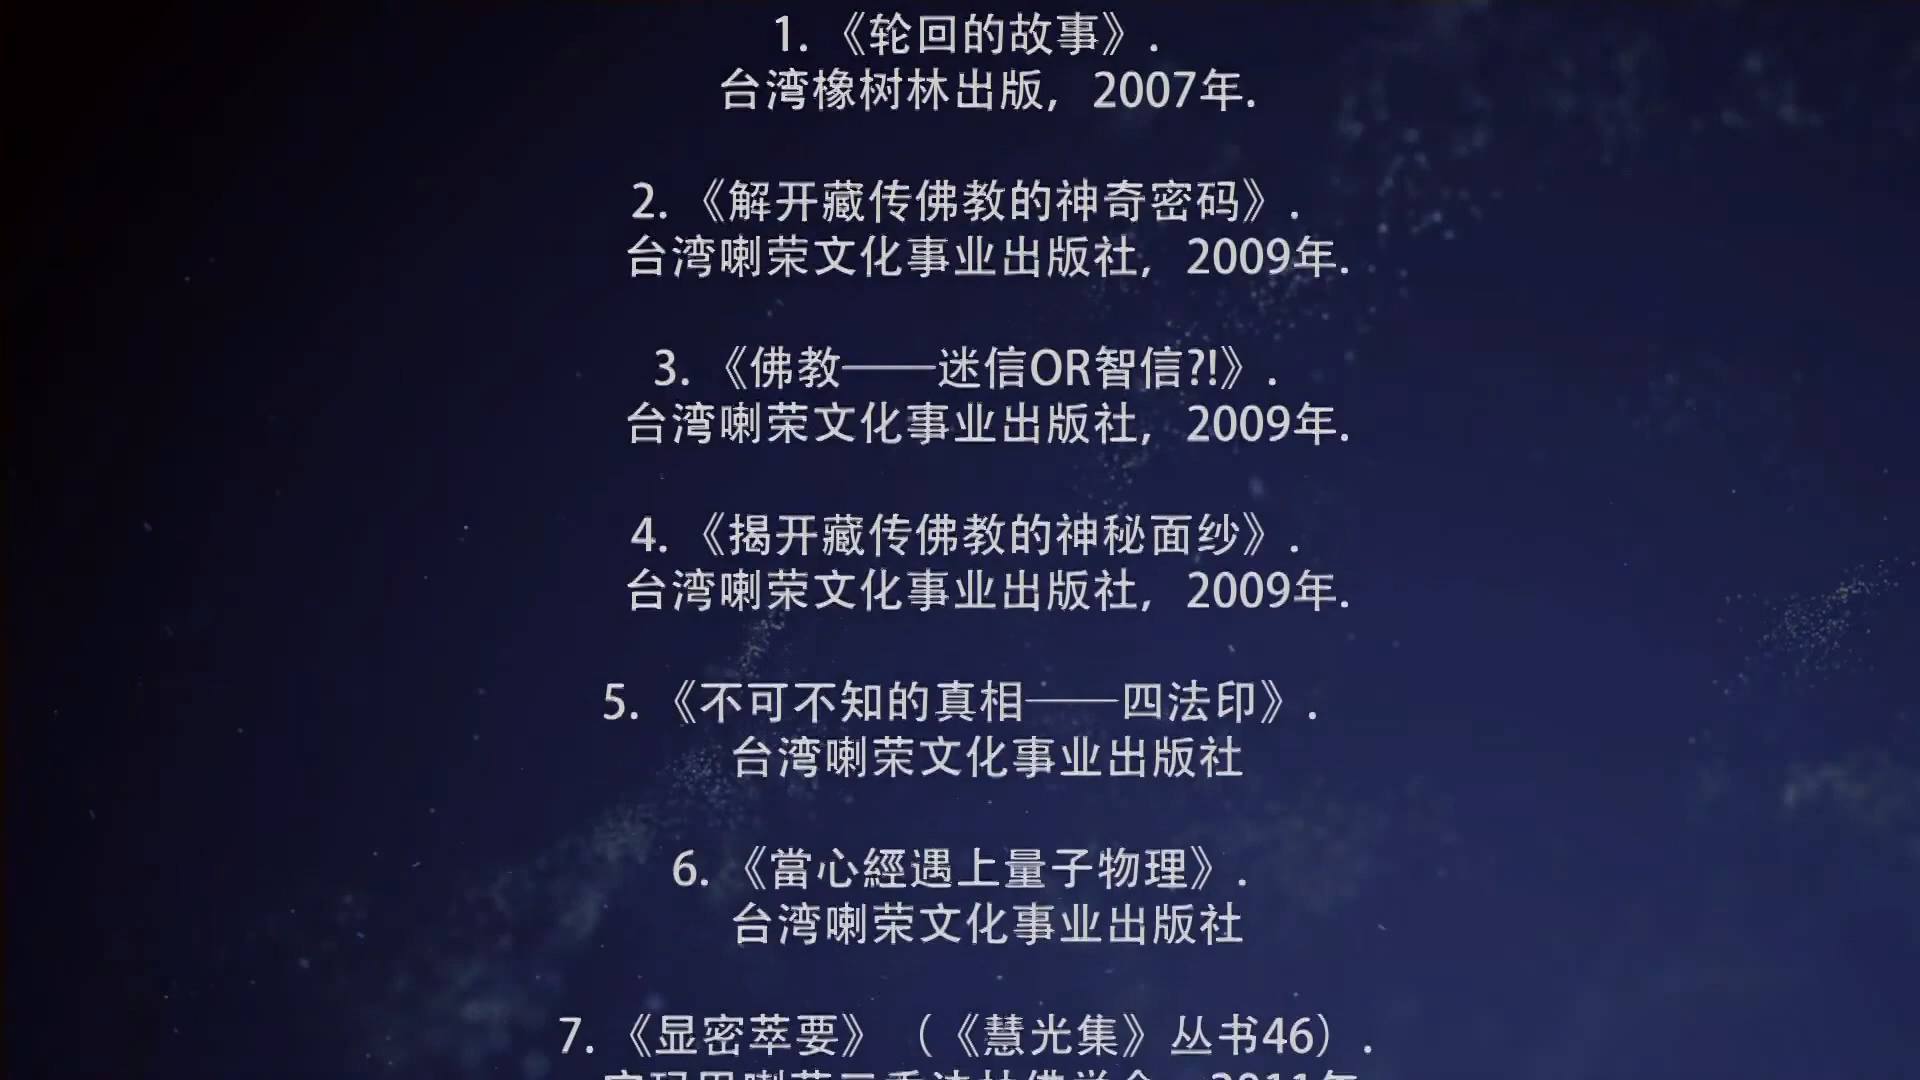 1. 《轮回的故事》.
台湾橡树林出版，2007年.
2. 《解开藏传佛教的神奇密码》.
台湾喇荣文化事业出版社，2009年.
3. 《佛教——迷信OR智信?!》.
台湾喇荣文化事业出版社，2009年.
4. 《揭开藏传佛教的神秘面纱》.
台湾喇荣文化事业出版社，2009年.
5. 《不可不知的真相——四法印》.
台湾喇荣文化事业出版社
6. 《當心經遇上量子物理》.
台湾喇荣文化事业出版社
7. 《显密萃要》（《慧光集》丛书46）.